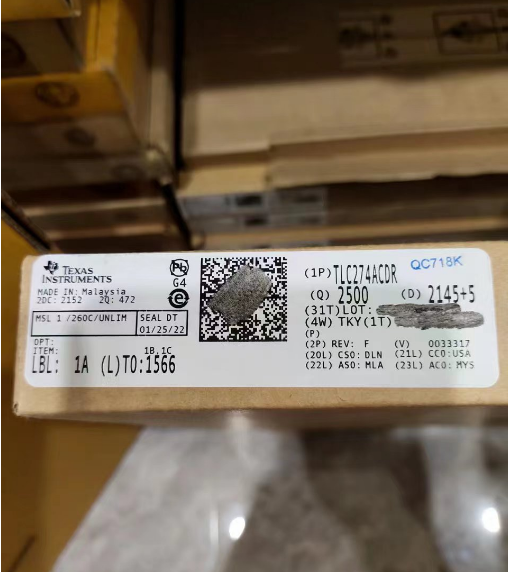 TEXAS
INSTRUMENTS
MADE IN: Malaysia
2DC: 2152 2Q: 472
MSL 1 /260C/UNLIM
SEAL DT
01/25/22
OPT:
ITEM: 1B,1C
LBL: 1A (L)TO:1566
Pb
G4
e
(1P)TLC274ACDR
QC718K
(Q) 2500 (D) 2145+5
(31T)LOT:
(4W) TKY(1T)
(P)
(2P) REV: F (V) 0033317
(20L) CSO: DLN (21L) CCO:USA
(22L) ASO: MLA (23L) ACO: MYS